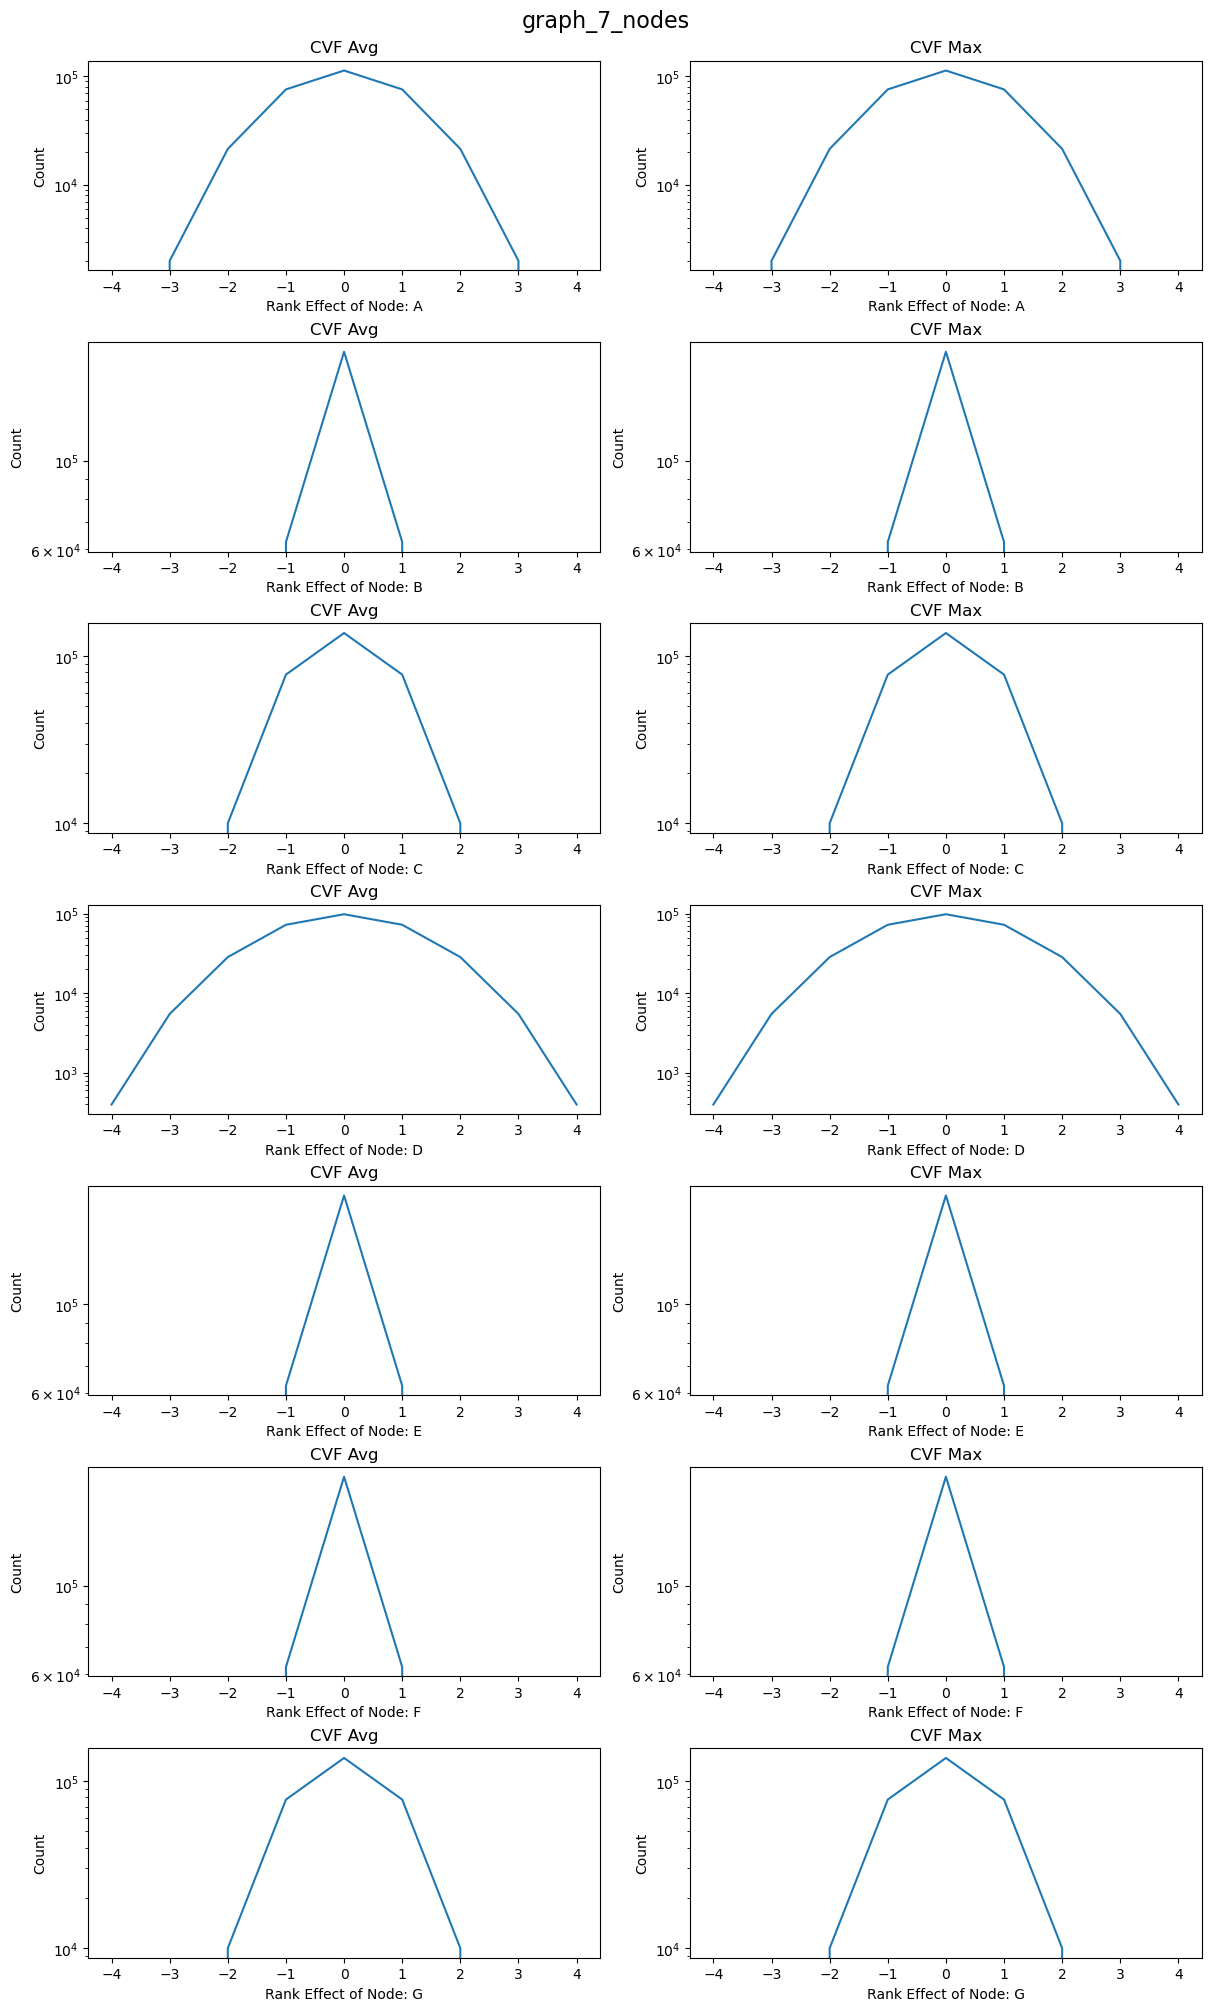 graph_7_nodes
CVF Avg
Count
10^5
10^4
−4 −3 −2 −1 0 1 2 3 4
Rank Effect of Node: A
CVF Max
Count
10^5
10^4
−4 −3 −2 −1 0 1 2 3 4
Rank Effect of Node: A
CVF Avg
Count
10^5
6 × 10^4
−4 −3 −2 −1 0 1 2 3 4
Rank Effect of Node: B
CVF Max
Count
10^5
6 × 10^4
−4 −3 −2 −1 0 1 2 3 4
Rank Effect of Node: B
CVF Avg
Count
10^5
10^4
−4 −3 −2 −1 0 1 2 3 4
Rank Effect of Node: C
CVF Max
Count
10^5
10^4
−4 −3 −2 −1 0 1 2 3 4
Rank Effect of Node: C
CVF Avg
Count
10^5
10^4
10^3
−4 −3 −2 −1 0 1 2 3 4
Rank Effect of Node: D
CVF Max
Count
10^5
10^4
10^3
−4 −3 −2 −1 0 1 2 3 4
Rank Effect of Node: D
CVF Avg
Count
10^5
6 × 10^4
−4 −3 −2 −1 0 1 2 3 4
Rank Effect of Node: E
CVF Max
Count
10^5
6 × 10^4
−4 −3 −2 −1 0 1 2 3 4
Rank Effect of Node: E
CVF Avg
Count
10^5
6 × 10^4
−4 −3 −2 −1 0 1 2 3 4
Rank Effect of Node: F
CVF Max
Count
10^5
6 × 10^4
−4 −3 −2 −1 0 1 2 3 4
Rank Effect of Node: F
CVF Avg
Count
10^5
10^4
−4 −3 −2 −1 0 1 2 3 4
Rank Effect of Node: G
CVF Max
Count
10^5
10^4
−4 −3 −2 −1 0 1 2 3 4
Rank Effect of Node: G